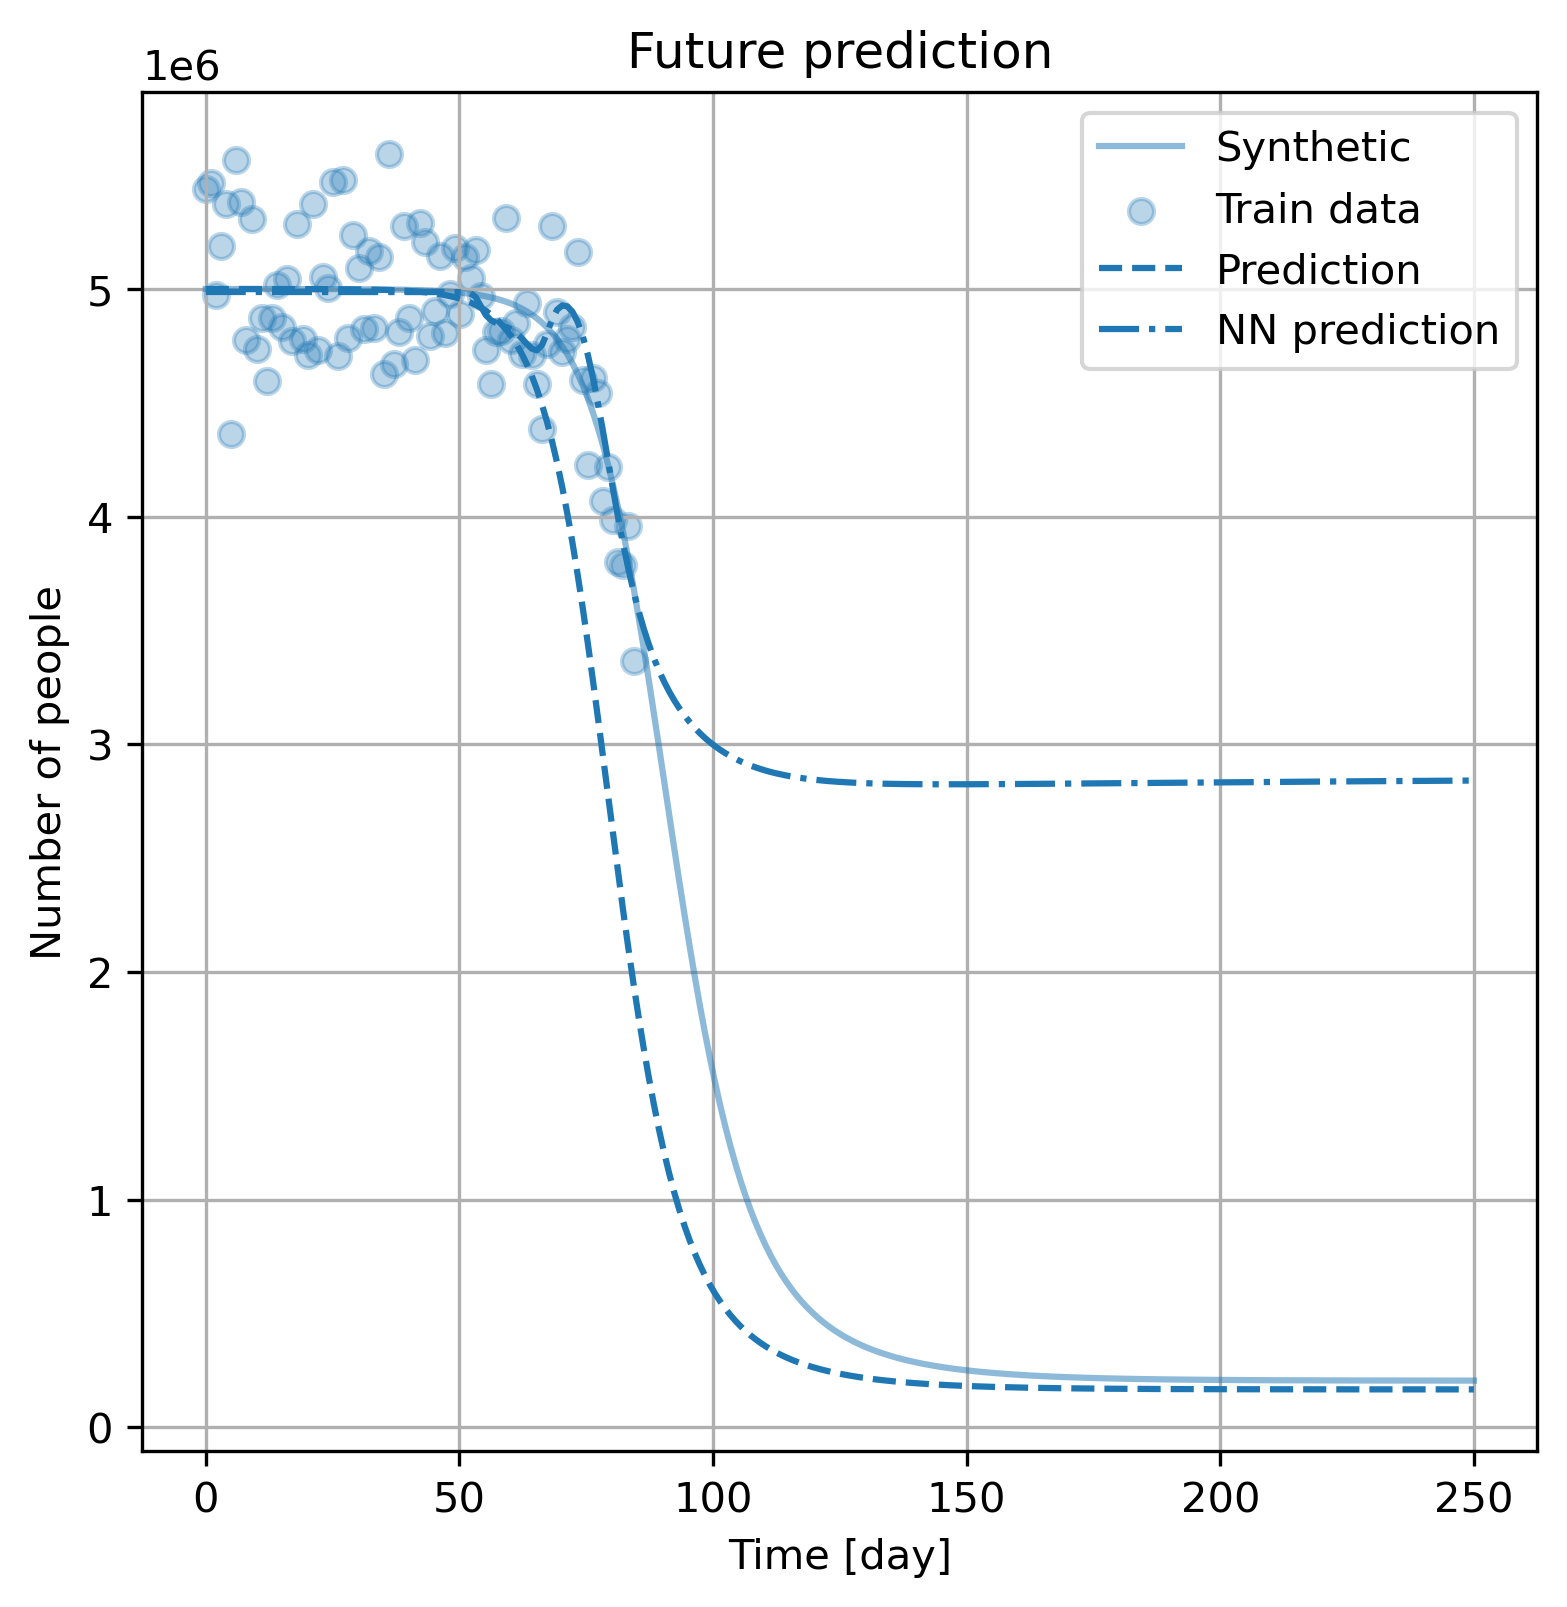 Future prediction
1e6
Synthetic
Train data
Prediction
NN prediction
5
4
3
2
1
0
Number of people
0 50 100 150 200 250
Time [day]